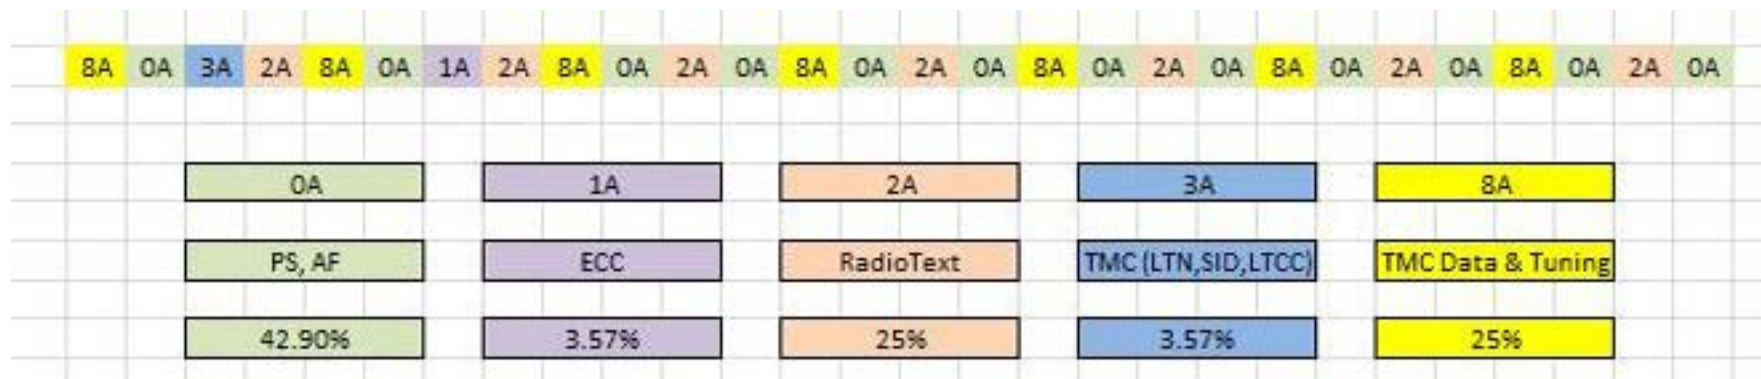 8A 0A 3A 2A 8A 0A 1A 2A 8A 0A 2A 0A 8A 0A 2A 0A 8A 0A 2A 0A 8A 0A 2A 0A 8A 0A 2A 0A
0A 1A 2A 3A 8A
PS, AF ECC RadioText TMC (LTN,SID,LTCC) TMC Data & Tuning
42.90% 3.57% 25% 3.57% 25%